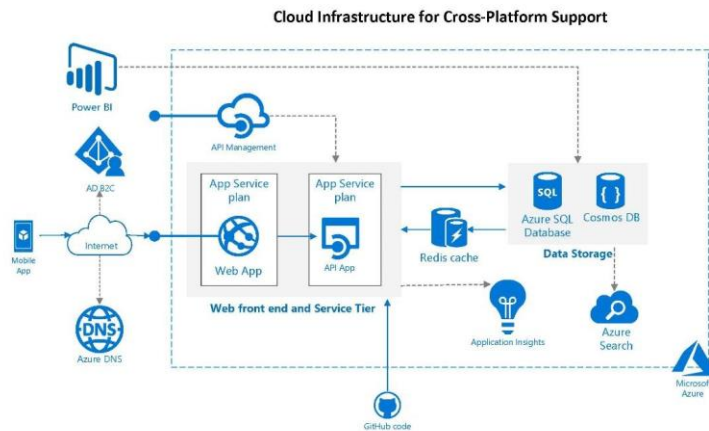 Cloud Infrastructure for Cross-Platform Support
Power BI
API Management
AD B2C
App Service
plan
App Service
plan
SQL
{ }
Azure SQL
Database
Cosmos DB
Mobile
App
Internet
Web App
API App
Redis cache
Data Storage
Web front end and Service Tier
DNS
Azure DNS
Application Insights
Azure
Search
Microsoft
Azure
GitHub code